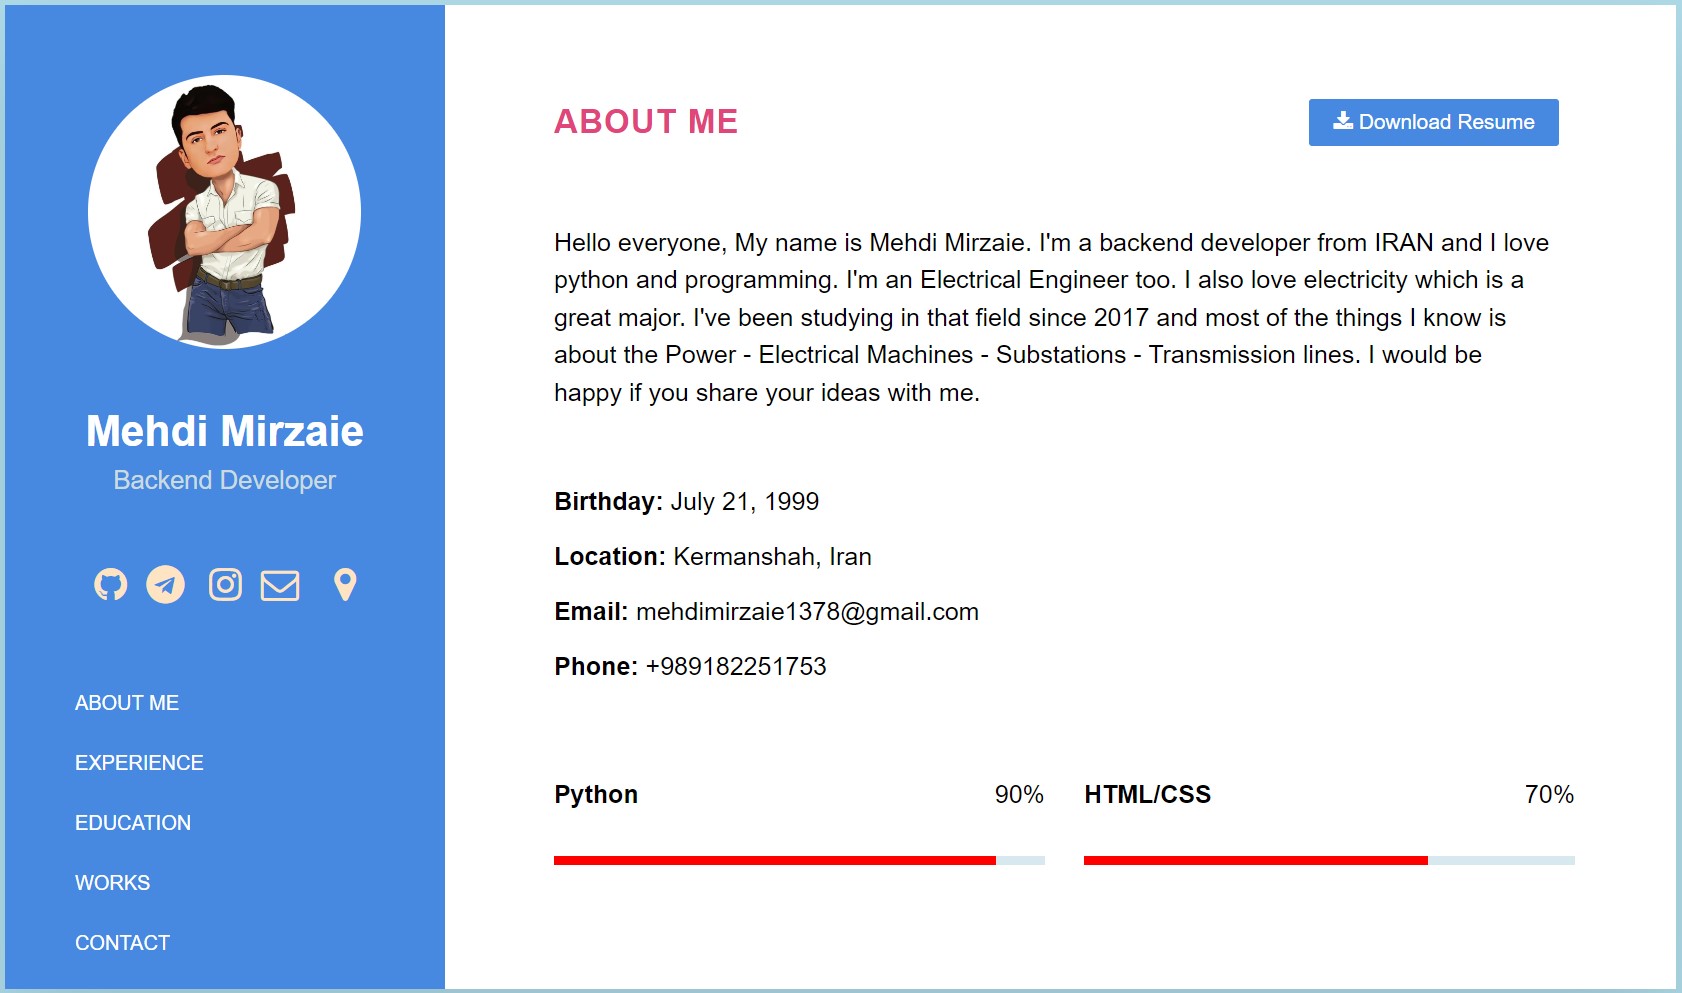 Mehdi Mirzaie
Backend Developer
ABOUT ME
EXPERIENCE
EDUCATION
WORKS
CONTACT
ABOUT ME
Download Resume
Hello everyone, My name is Mehdi Mirzaie. I'm a backend developer from IRAN and I love
python and programming. I'm an Electrical Engineer too. I also love electricity which is a
great major. I've been studying in that field since 2017 and most of the things I know is
about the Power - Electrical Machines - Substations - Transmission lines. I would be
happy if you share your ideas with me.
Birthday: July 21, 1999
Location: Kermanshah, Iran
Email: mehdimirzaie1378@gmail.com
Phone: +989182251753
Python 90%
HTML/CSS 70%